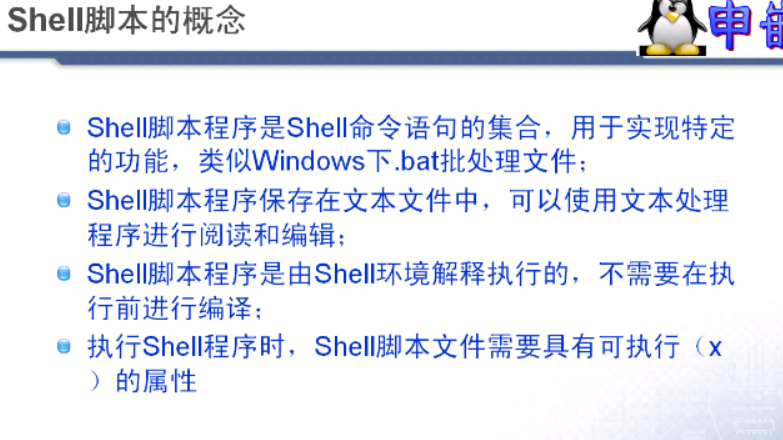 Shell脚本的概念
申嵌
Shell脚本程序是Shell命令语句的集合，用于实现特定
的功能，类似Windows下.bat批处理文件；
Shell脚本程序保存在文本文件中，可以使用文本处理
程序进行阅读和编辑；
Shell脚本程序是由Shell环境解释执行的，不需要在执
行前进行编译；
执行Shell程序时，Shell脚本文件需要具有可执行（x
）的属性